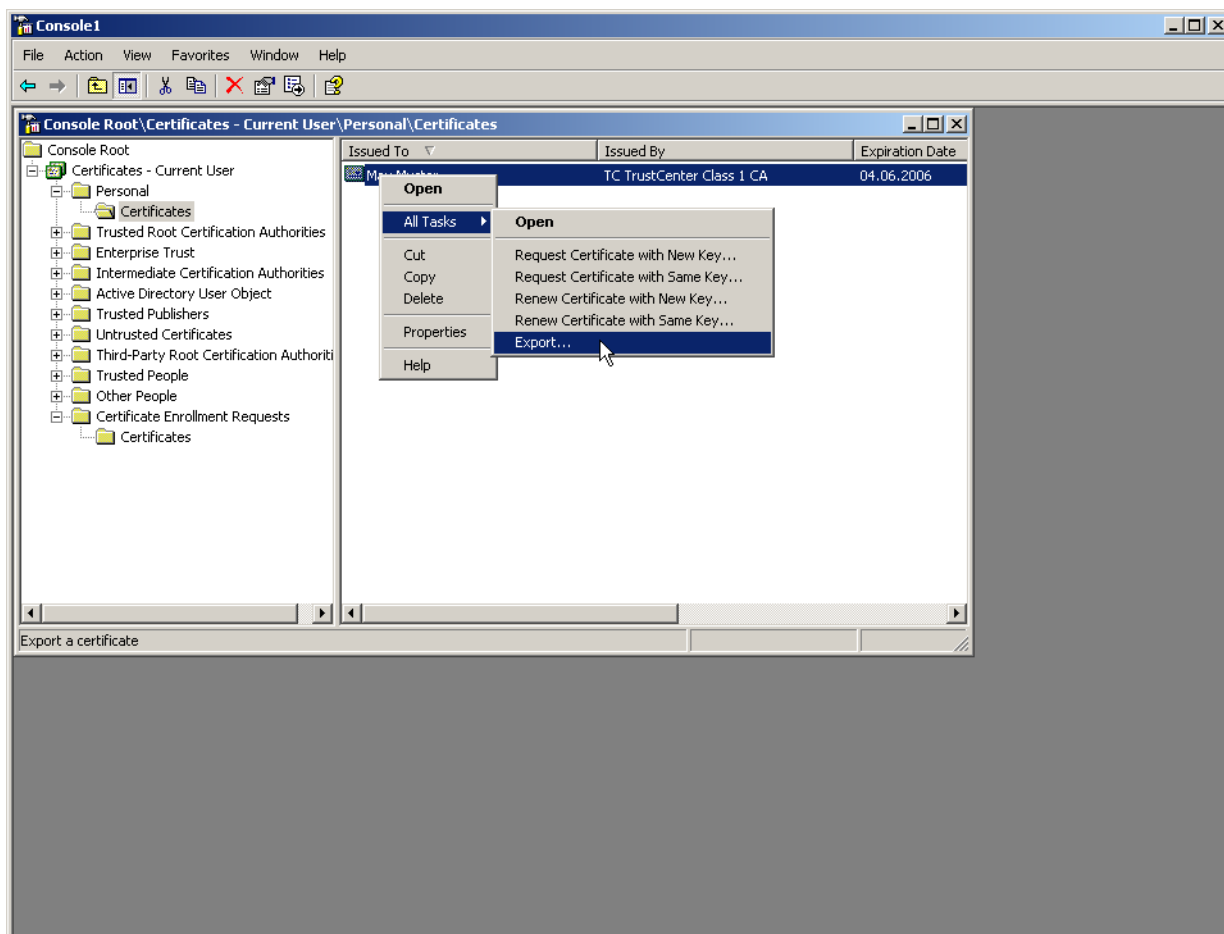 Console1
File Action View Favorites Window Help
Console Root\Certificates - Current User\Personal\Certificates
Console Root
Certificates - Current User
Personal
Certificates
Trusted Root Certification Authorities
Enterprise Trust
Intermediate Certification Authorities
Active Directory User Object
Trusted Publishers
Untrusted Certificates
Third-Party Root Certification Authoriti
Trusted People
Other People
Certificate Enrollment Requests
Certificates
Issued To Issued By Expiration Date
TC TrustCenter Class 1 CA 04.06.2006
Open
All Tasks
Cut
Copy
Delete
Properties
Help
Open
Request Certificate with New Key...
Request Certificate with Same Key...
Renew Certificate with New Key...
Renew Certificate with Same Key...
Export...
Export a certificate